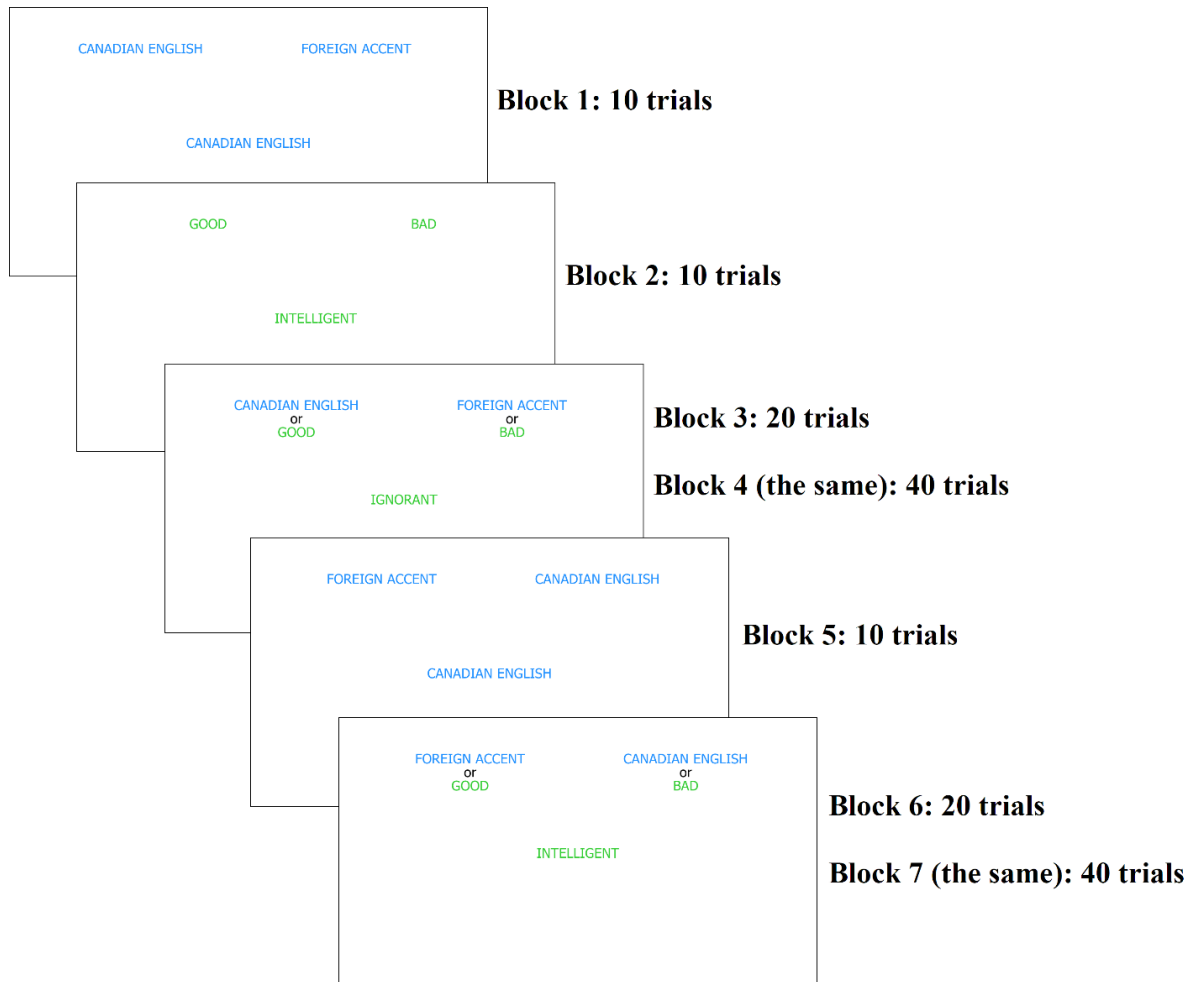 CANADIAN ENGLISH FOREIGN ACCENT
Block 1: 10 trials
CANADIAN ENGLISH
GOOD BAD
Block 2: 10 trials
INTELLIGENT
CANADIAN ENGLISH FOREIGN ACCENT
or or
GOOD BAD
Block 3: 20 trials
Block 4 (the same): 40 trials
IGNORANT
FOREIGN ACCENT CANADIAN ENGLISH
Block 5: 10 trials
CANADIAN ENGLISH
FOREIGN ACCENT CANADIAN ENGLISH
or or
GOOD BAD
Block 6: 20 trials
INTELLIGENT
Block 7 (the same): 40 trials